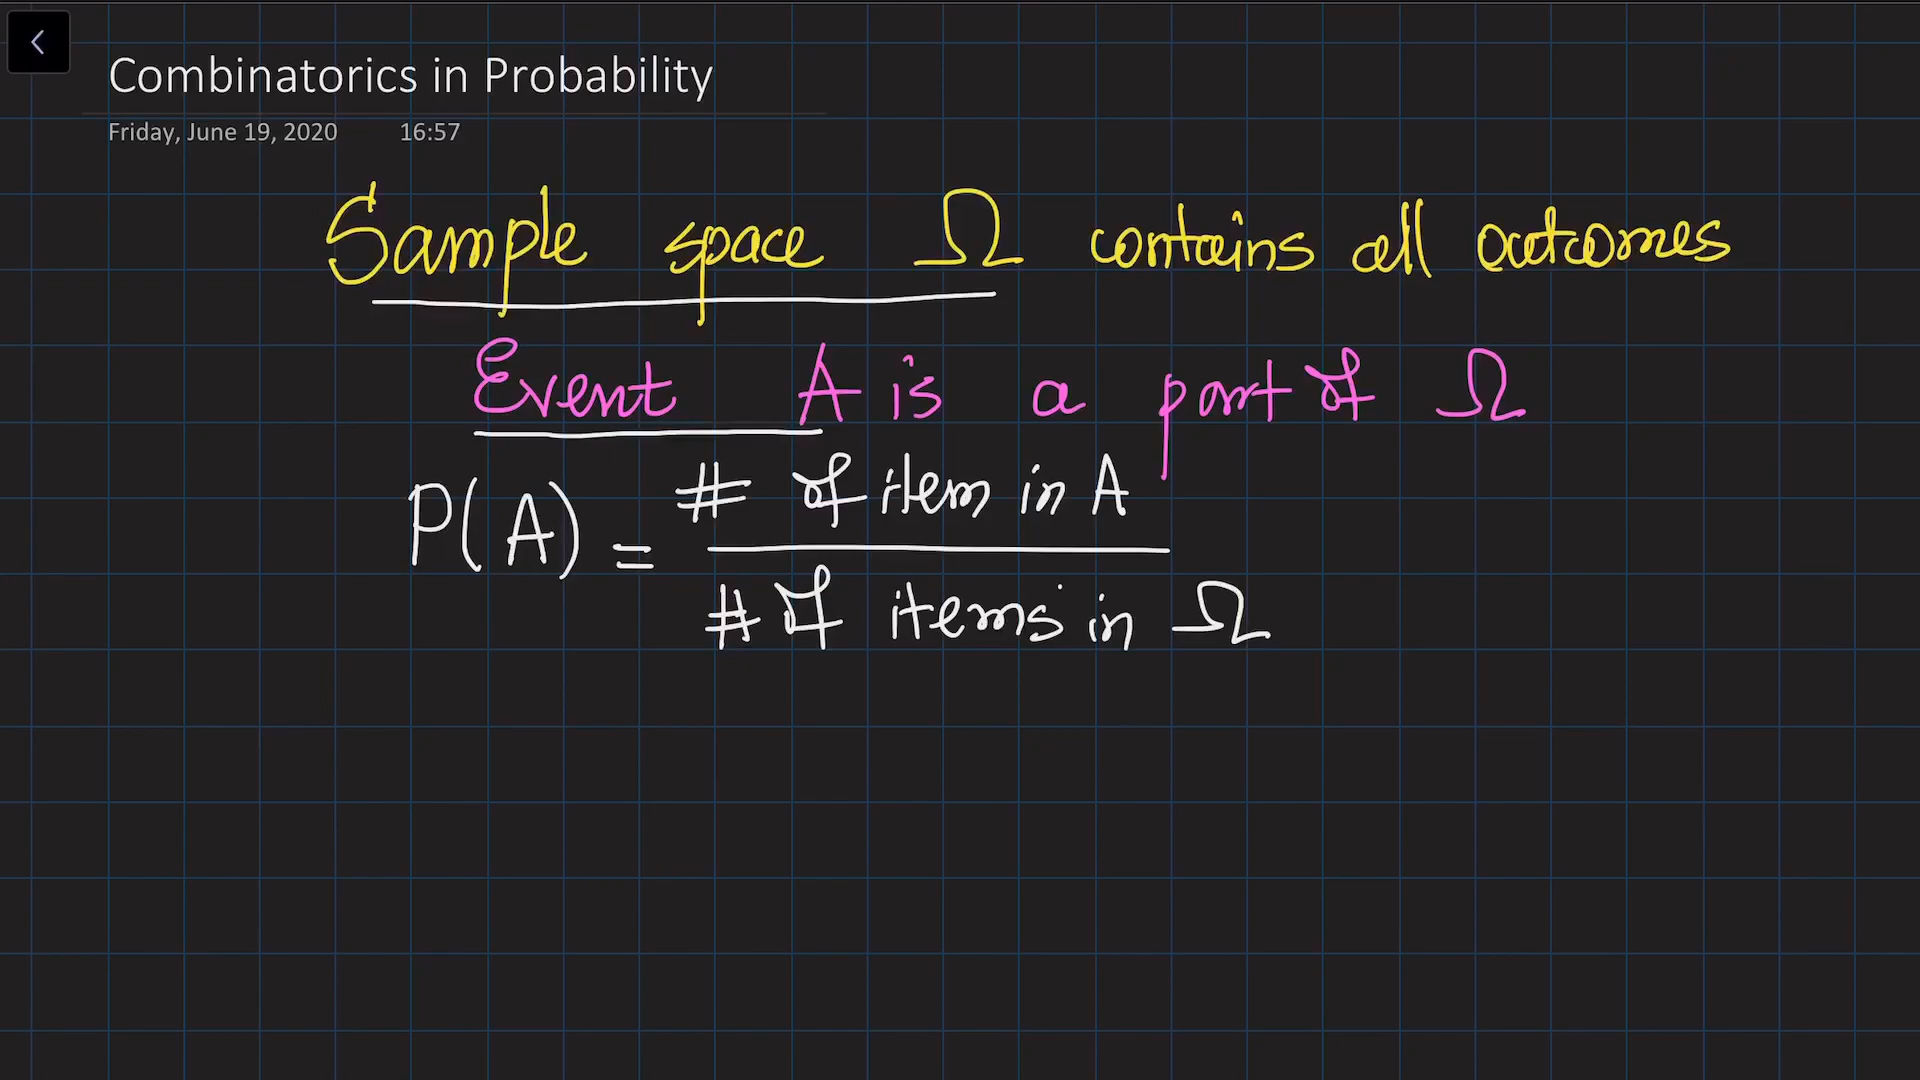 Combinatorics in Probability
Friday, June 19, 2020 16:57
Sample space Ω contains all outcomes
Event A is a part of Ω
P(A) = # of item in A
# of items in Ω